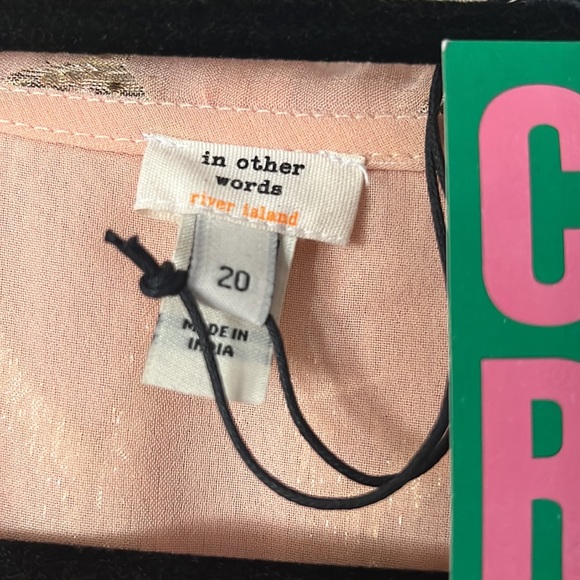 in other
words
river island
20
MADE IN
INDIA
C
R